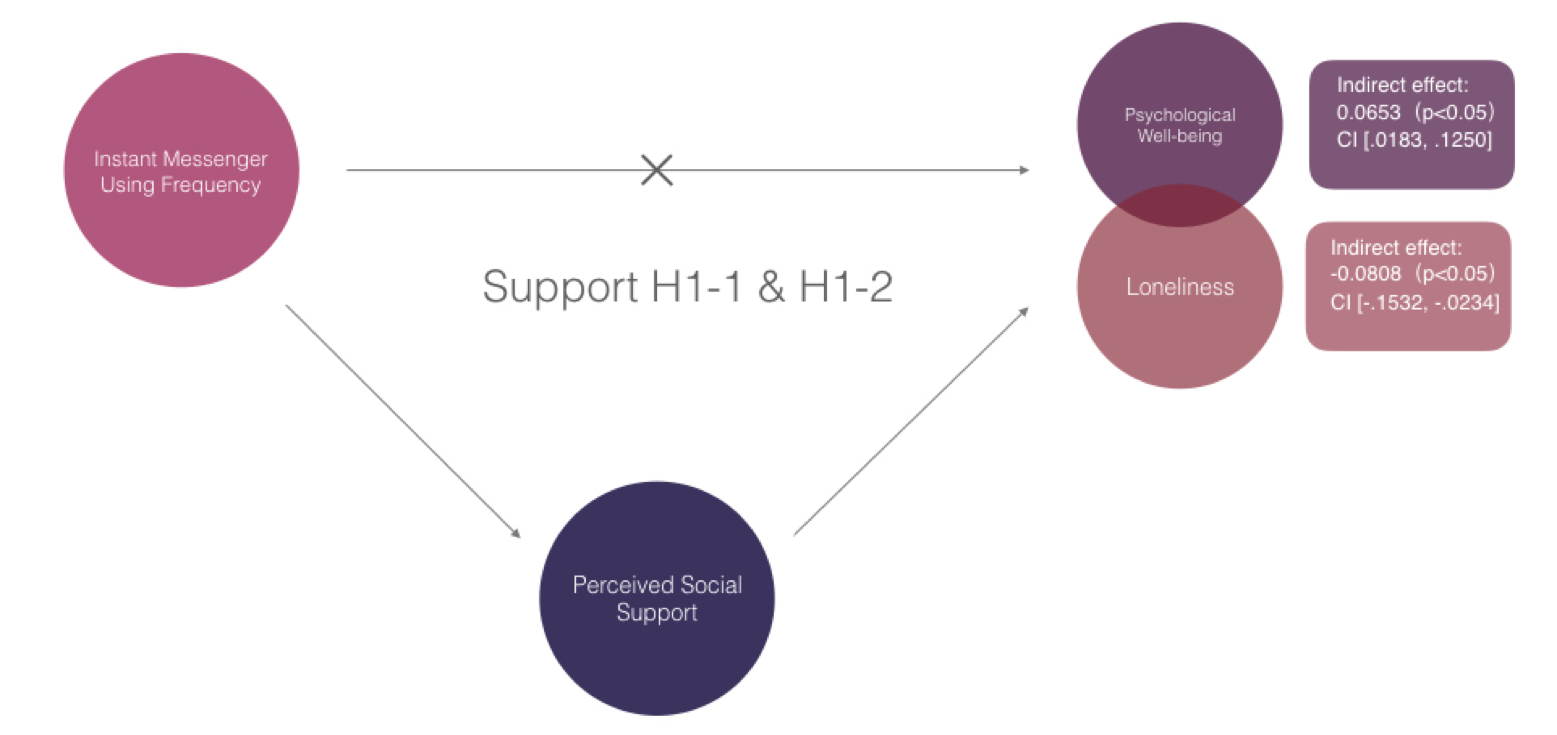 Instant Messenger
Using Frequency
Psychological
Well-being
Indirect effect:
0.0653 (p<0.05)
CI [.0183, .1250]
Support H1-1 & H1-2
Loneliness
Indirect effect:
-0.0808 (p<0.05)
CI [-.1532, -.0234]
Perceived Social
Support